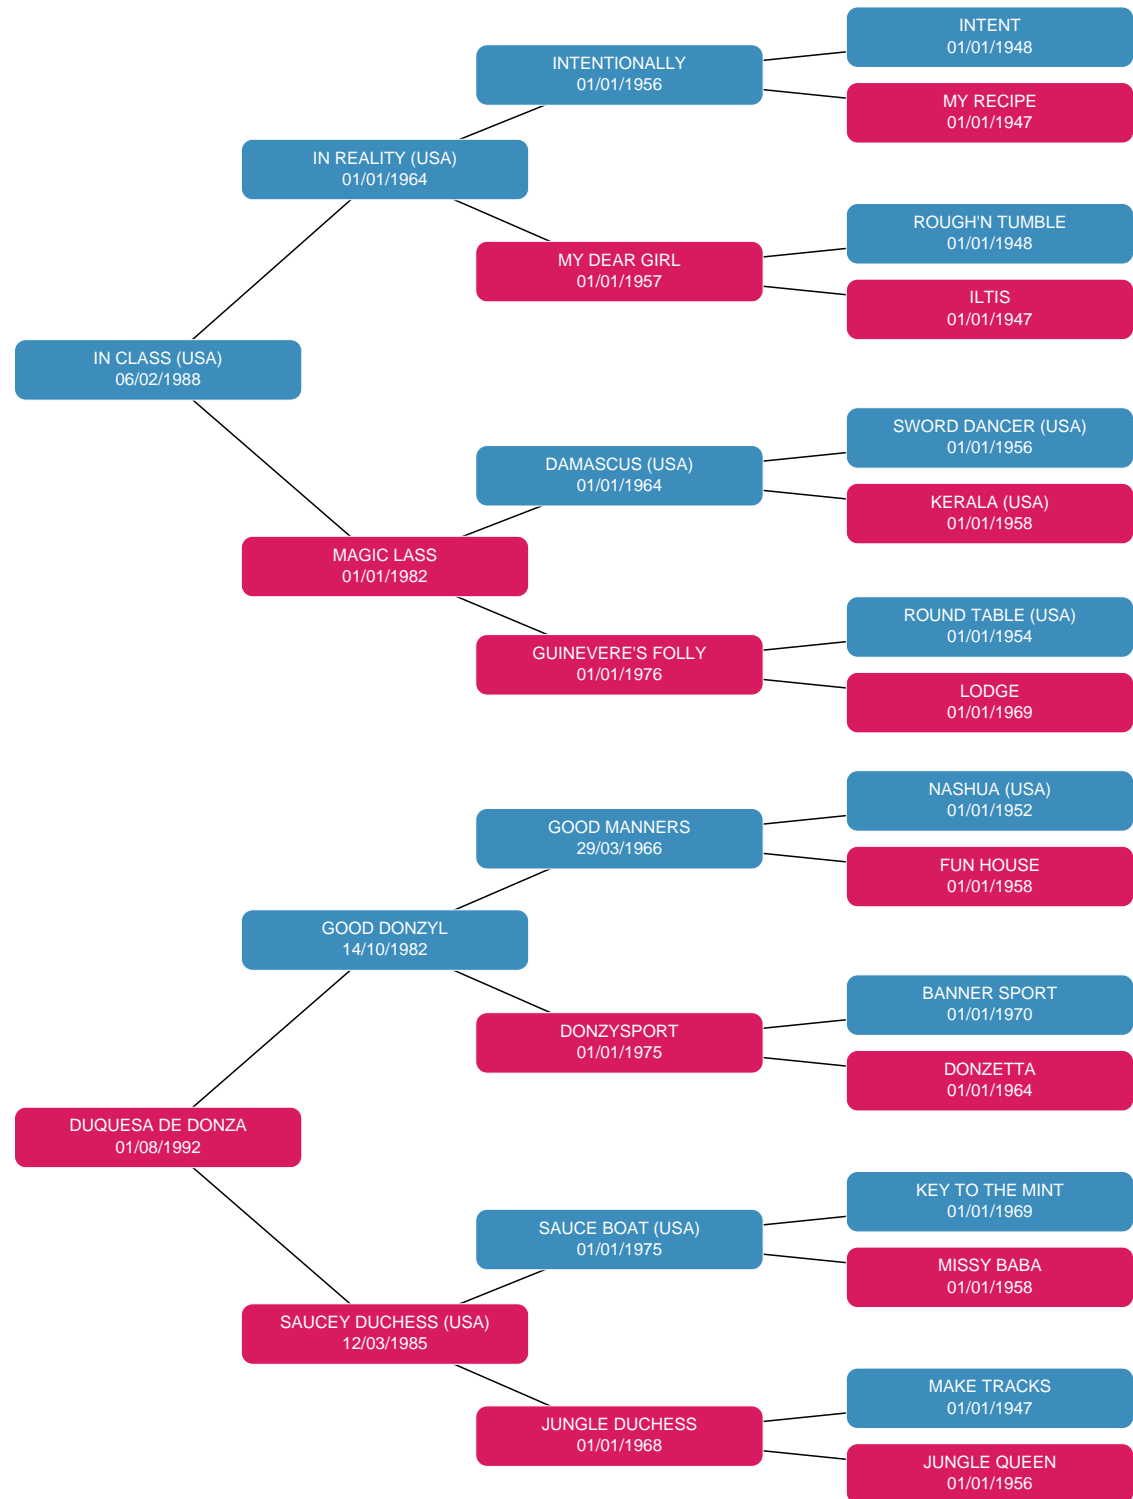 INTENT
01/01/1948
INTENTIONALLY
01/01/1956
MY RECIPE
01/01/1947
IN REALITY (USA)
01/01/1964
ROUGH'N TUMBLE
01/01/1948
MY DEAR GIRL
01/01/1957
ILTIS
01/01/1947
IN CLASS (USA)
06/02/1988
SWORD DANCER (USA)
01/01/1956
DAMASCUS (USA)
01/01/1964
KERALA (USA)
01/01/1958
MAGIC LASS
01/01/1982
ROUND TABLE (USA)
01/01/1954
GUINEVERE'S FOLLY
01/01/1976
LODGE
01/01/1969
NASHUA (USA)
01/01/1952
GOOD MANNERS
29/03/1966
FUN HOUSE
01/01/1958
GOOD DONZYL
14/10/1982
BANNER SPORT
01/01/1970
DONZYSPORT
01/01/1975
DONZETTA
01/01/1964
DUQUESA DE DONZA
01/08/1992
KEY TO THE MINT
01/01/1969
SAUCE BOAT (USA)
01/01/1975
MISSY BABA
01/01/1958
SAUCEY DUCHESS (USA)
12/03/1985
MAKE TRACKS
01/01/1947
JUNGLE DUCHESS
01/01/1968
JUNGLE QUEEN
01/01/1956